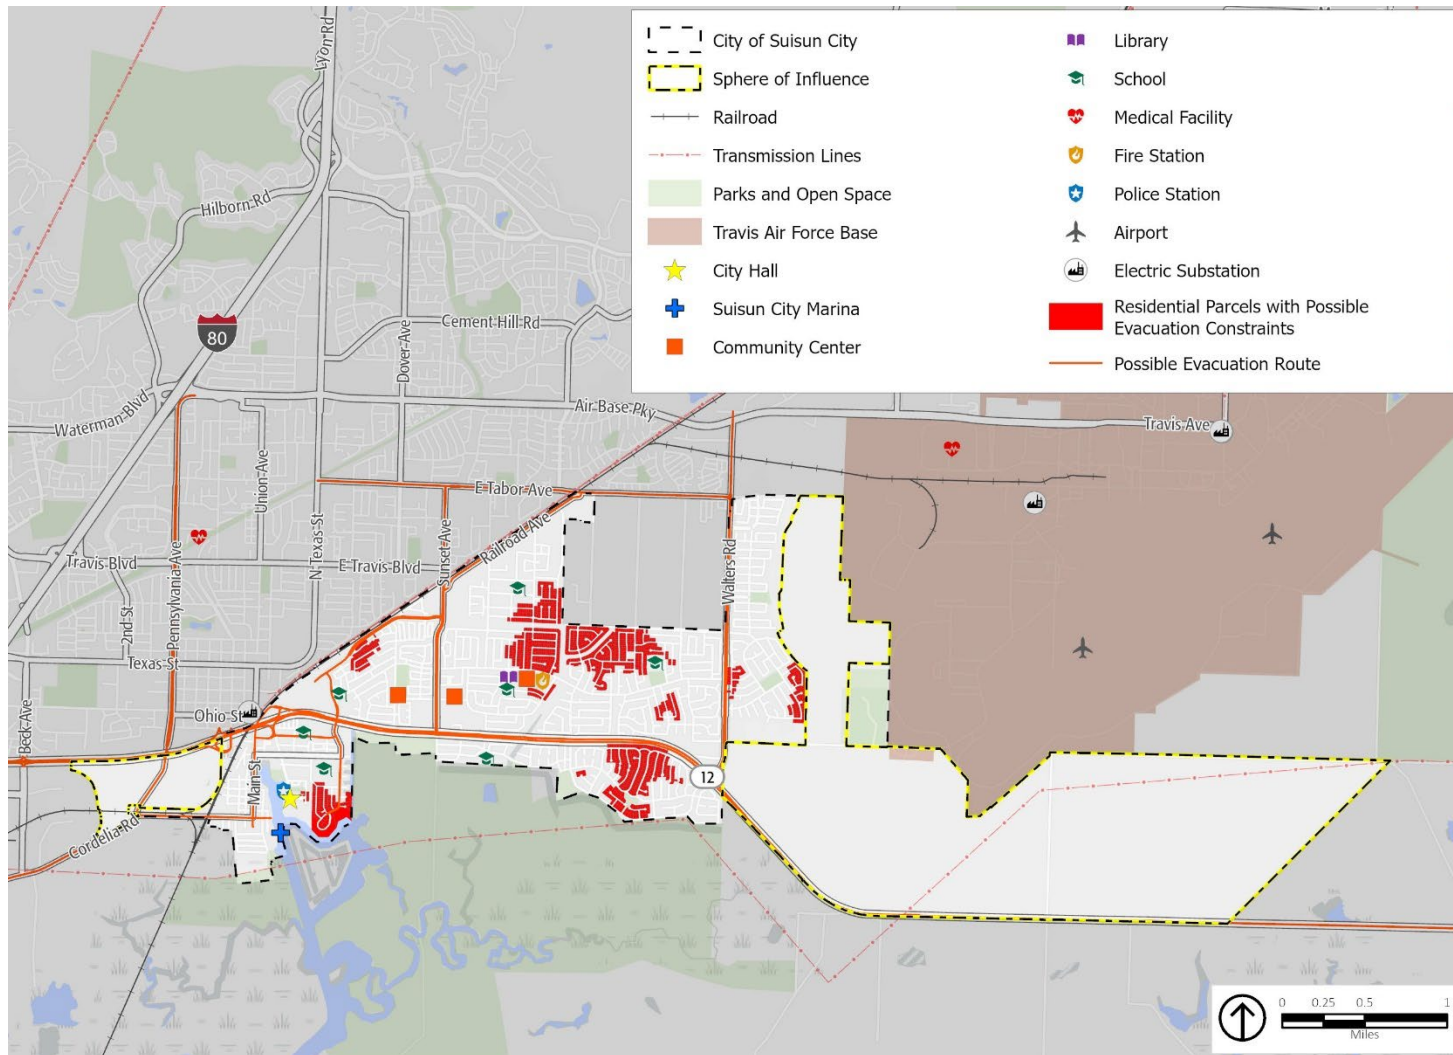 City of Suisun City
Sphere of Influence
Railroad
Transmission Lines
Parks and Open Space
Travis Air Force Base
City Hall
Suisun City Marina
Community Center
Library
School
Medical Facility
Fire Station
Police Station
Airport
Electric Substation
Residential Parcels with Possible
Evacuation Constraints
Possible Evacuation Route
Lyon Rd
Hilborn Rd
80
Cement Hill Rd
Dover Ave
Waterman Blvd
Air Base Pky
Travis Ave
Union Ave
N Texas St
E Tabor Ave
Sunset Ave
Railroad Ave
Walters Rd
Travis Blvd
E Travis Blvd
Pennsylvania Ave
2nd St
Texas St
Beck Ave
Ohio St
Main St
12
Cordelia Rd
0 0.25 0.5 1
Miles